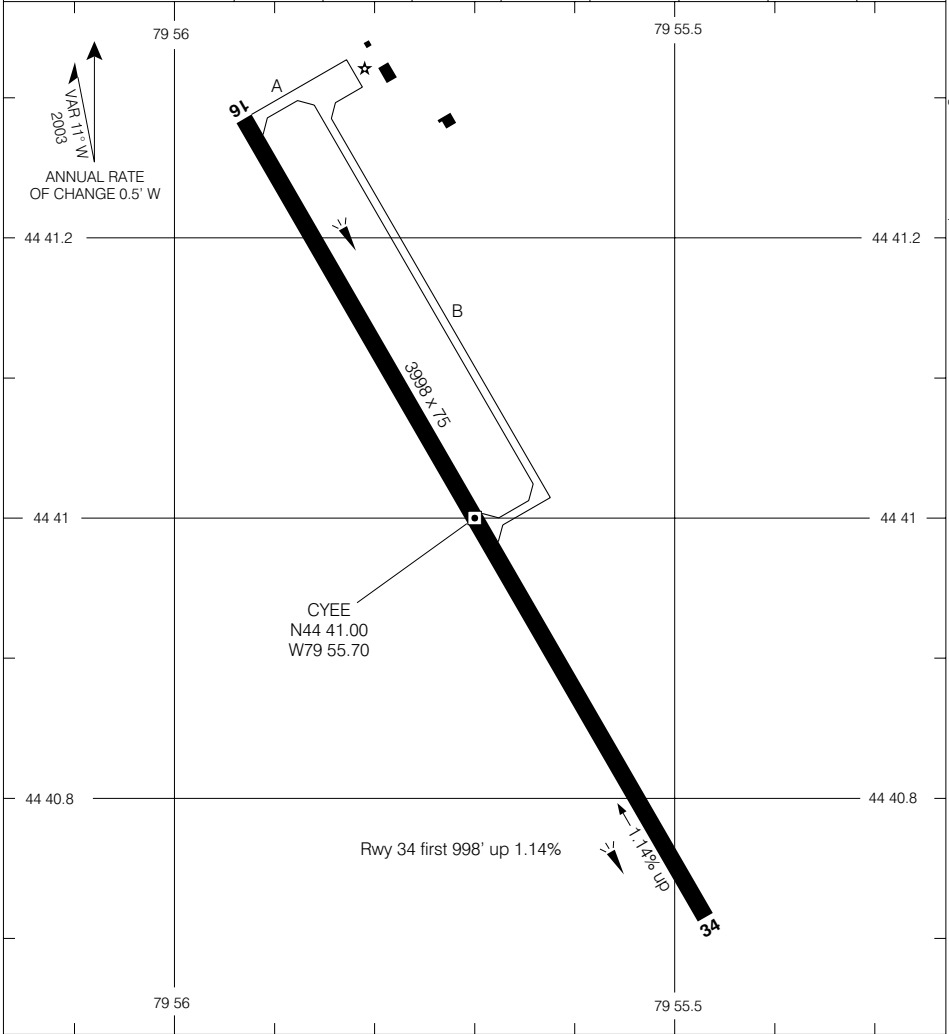 79 56
79 55.5
VAR 11° W
2003
ANNUAL RATE
OF CHANGE 0.5' W
A
16
44 41.2
44 41.2
B
3998 x 75
44 41
44 41
CYEE
N44 41.00
W79 55.70
44 40.8
44 40.8
Rwy 34 first 998' up 1.14%
1.14% up
34
79 56
79 55.5